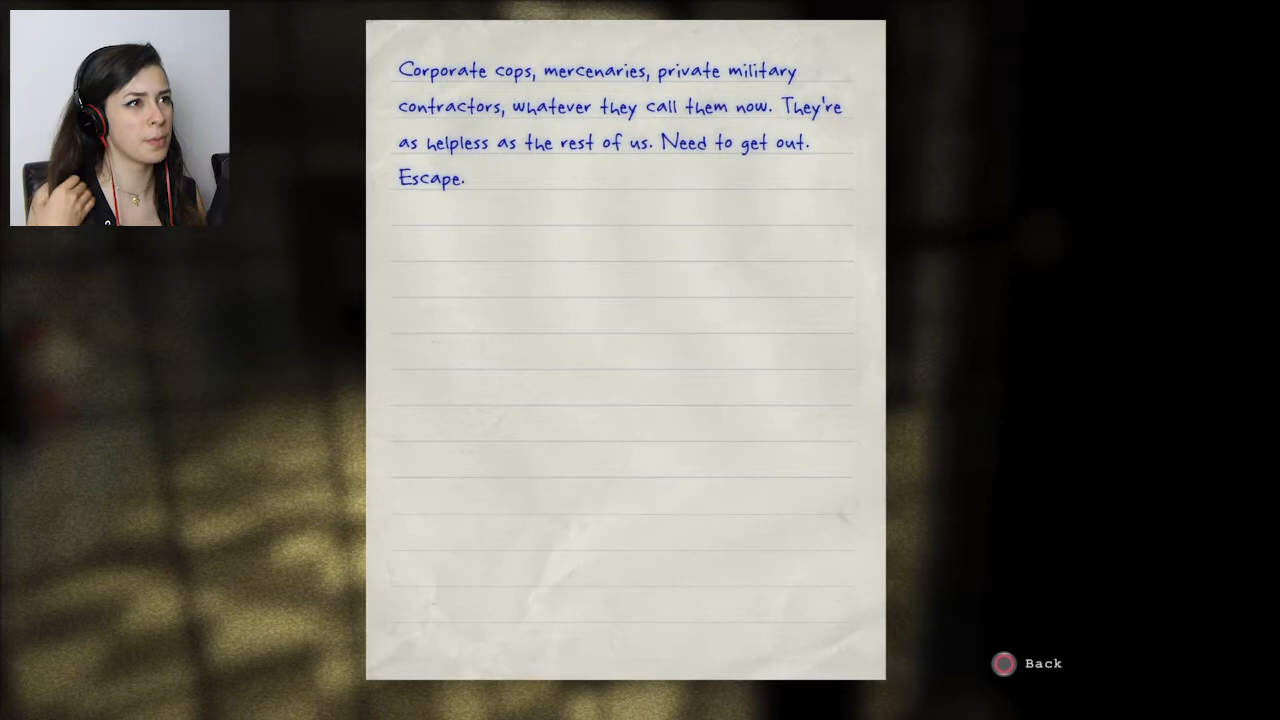 Corporate cops, mercenaries, private military
contractors, whatever they call them now. They're
as helpless as the rest of us. Need to get out.
Escape.
Back